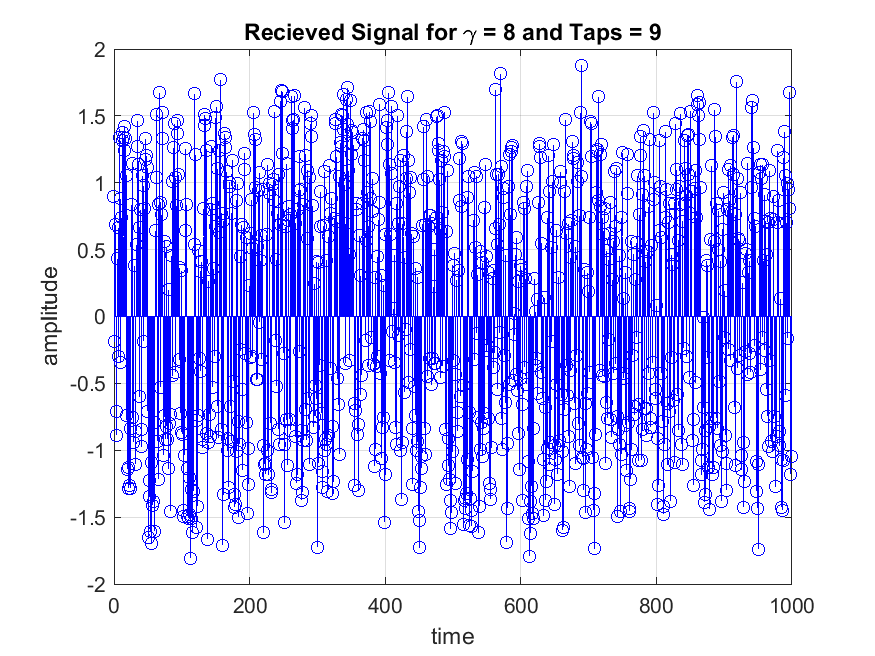 Recieved Signal for γ = 8 and Taps = 9
2
1.5
1
0.5
0
-0.5
-1
-1.5
-2
amplitude
0 200 400 600 800 1000
time